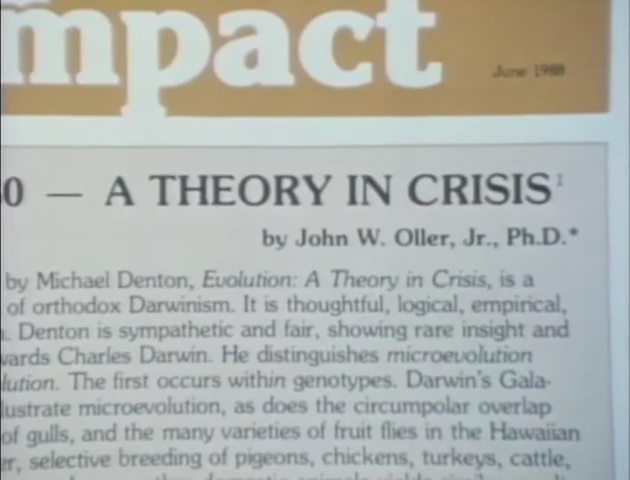 mpact
June 1988
0 — A THEORY IN CRISIS1
by John W. Oller, Jr., Ph.D.*
by Michael Denton, Evolution: A Theory in Crisis, is a
of orthodox Darwinism. It is thoughtful, logical, empirical,
. Denton is sympathetic and fair, showing rare insight and
wards Charles Darwin. He distinguishes microevolution
lution. The first occurs within genotypes. Darwin's Gala-
lustrate microevolution, as does the circumpolar overlap
of gulls, and the many varieties of fruit flies in the Hawaiian
er, selective breeding of pigeons, chickens, turkeys, cattle,